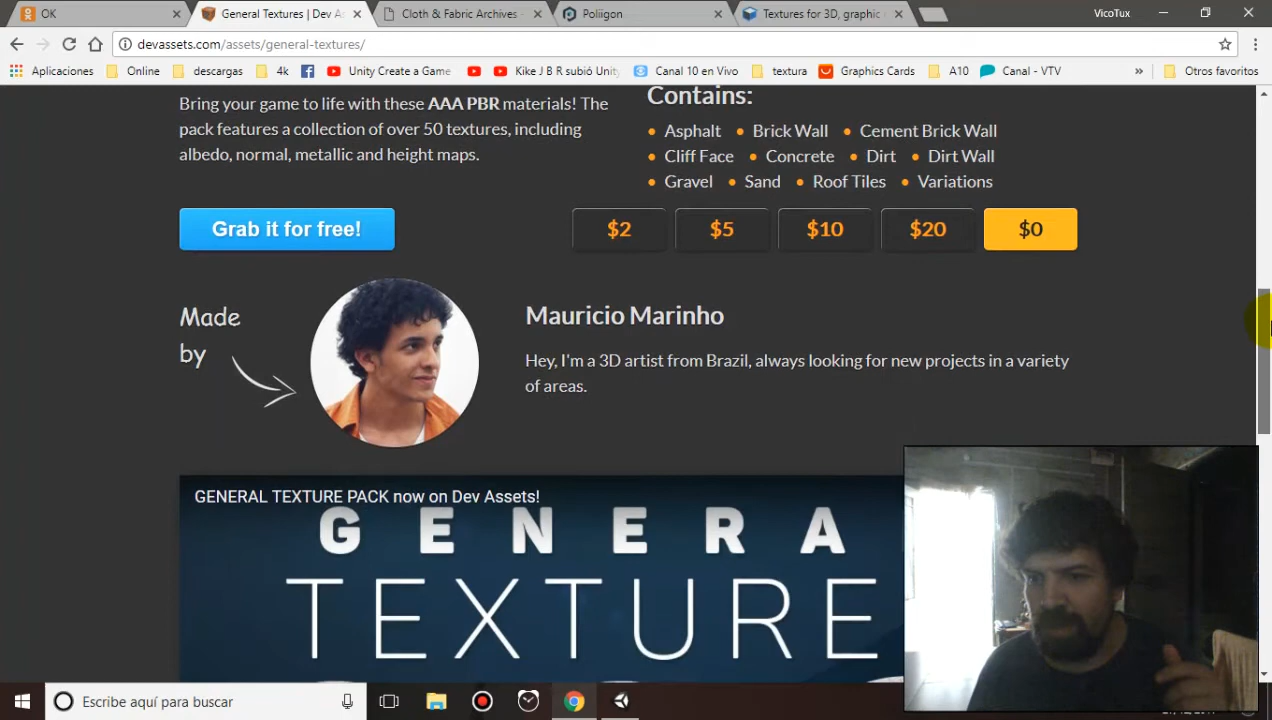 OK
General Textures | Dev As
Cloth & Fabric Archives -
Poliigon
Textures for 3D, graphic
VicoTux
devassets.com/assets/general-textures/
Aplicaciones
Online
descargas
4k
Unity Create a Game
Kike J B R subió Unity
Canal 10 en Vivo
textura
Graphics Cards
A10
Canal - VTV
»
Otros favoritos
Bring your game to life with these AAA PBR materials! The
pack features a collection of over 50 textures, including
albedo, normal, metallic and height maps.
Grab it for free!
Contains:
• Asphalt • Brick Wall • Cement Brick Wall
• Cliff Face • Concrete • Dirt • Dirt Wall
• Gravel • Sand • Roof Tiles • Variations
$2 $5 $10 $20 $0
Made
by
Mauricio Marinho
Hey, I'm a 3D artist from Brazil, always looking for new projects in a variety
of areas.
GENERAL TEXTURE PACK now on Dev Assets!
GENERA
TEXTURE
Escribe aquí para buscar